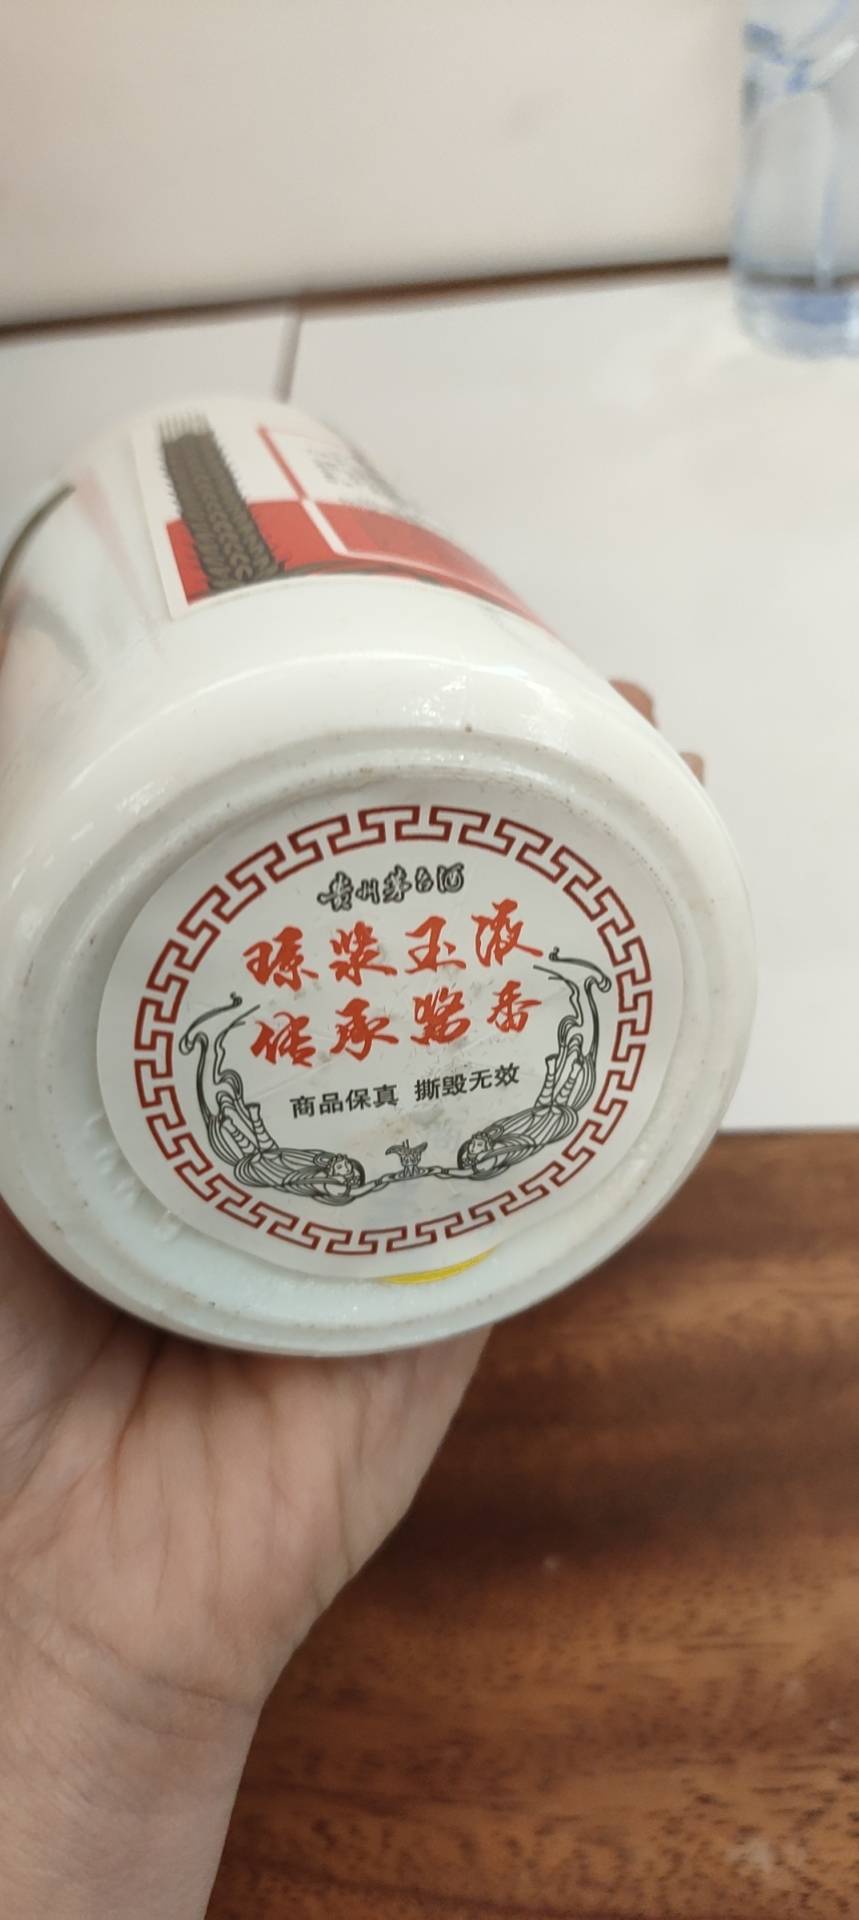 贵州茅台酒
琼浆玉液
传承酱香
商品保真 撕毁无效